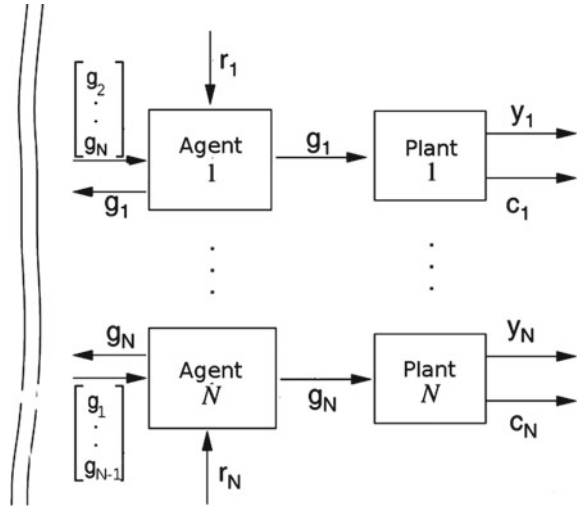 r1
g2
.
.
gN
Agent
1
g1
Plant
1
y1
c1
g1
.
.
.
.
.
.
gN
Agent
N
gN
Plant
N
yN
cN
g1
.
.
gN-1
rN